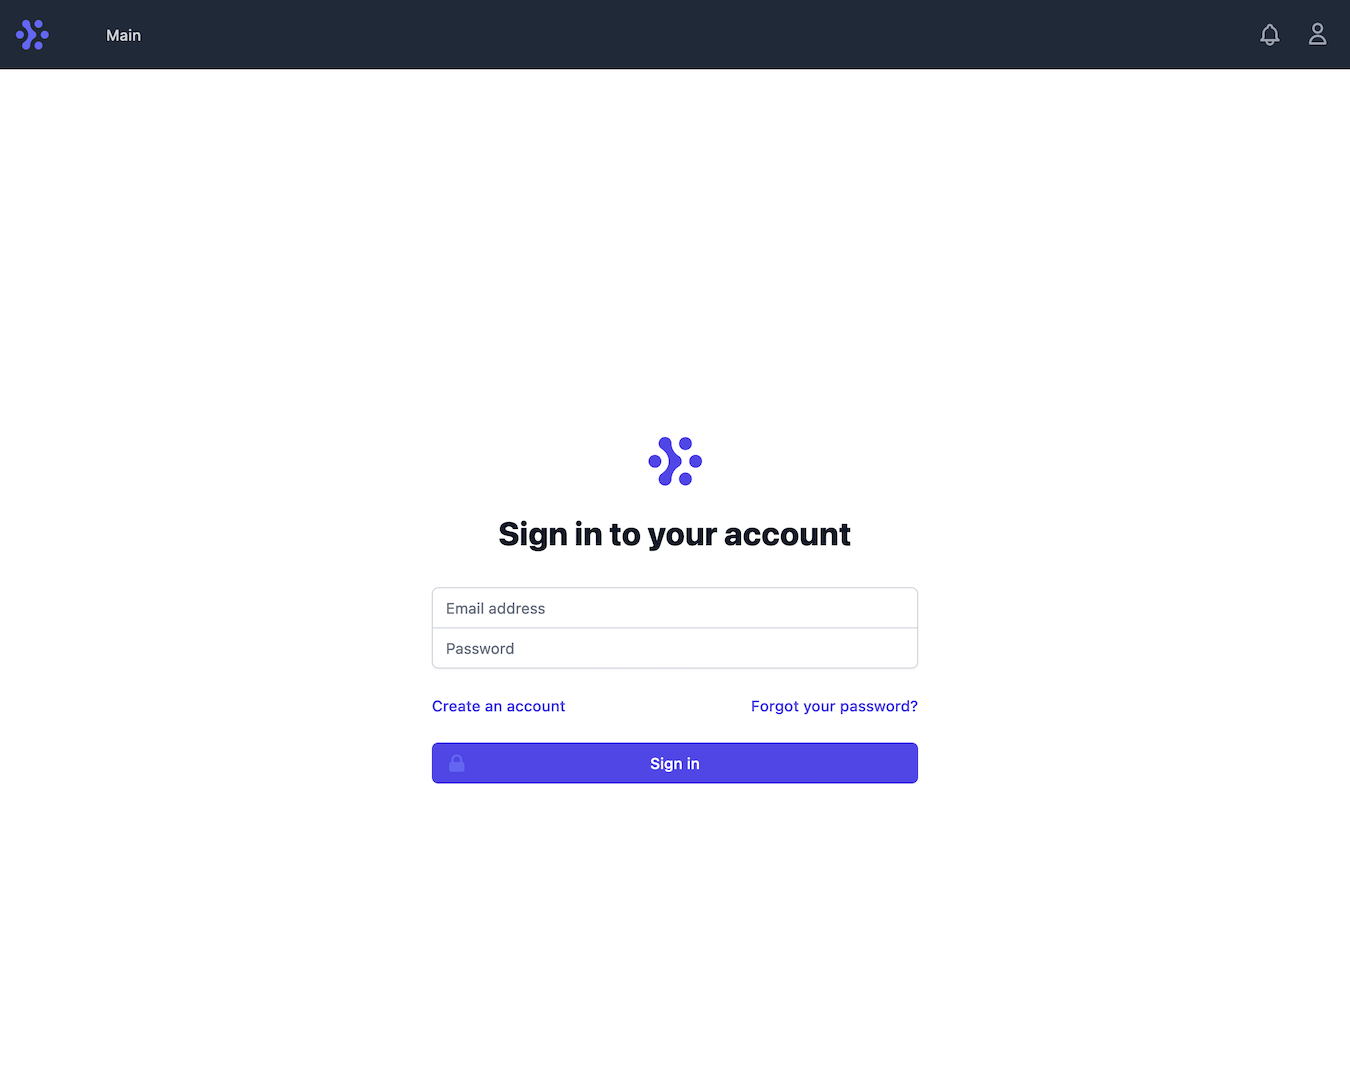 Main
Sign in to your account
Email address
Password
Create an account
Forgot your password?
Sign in